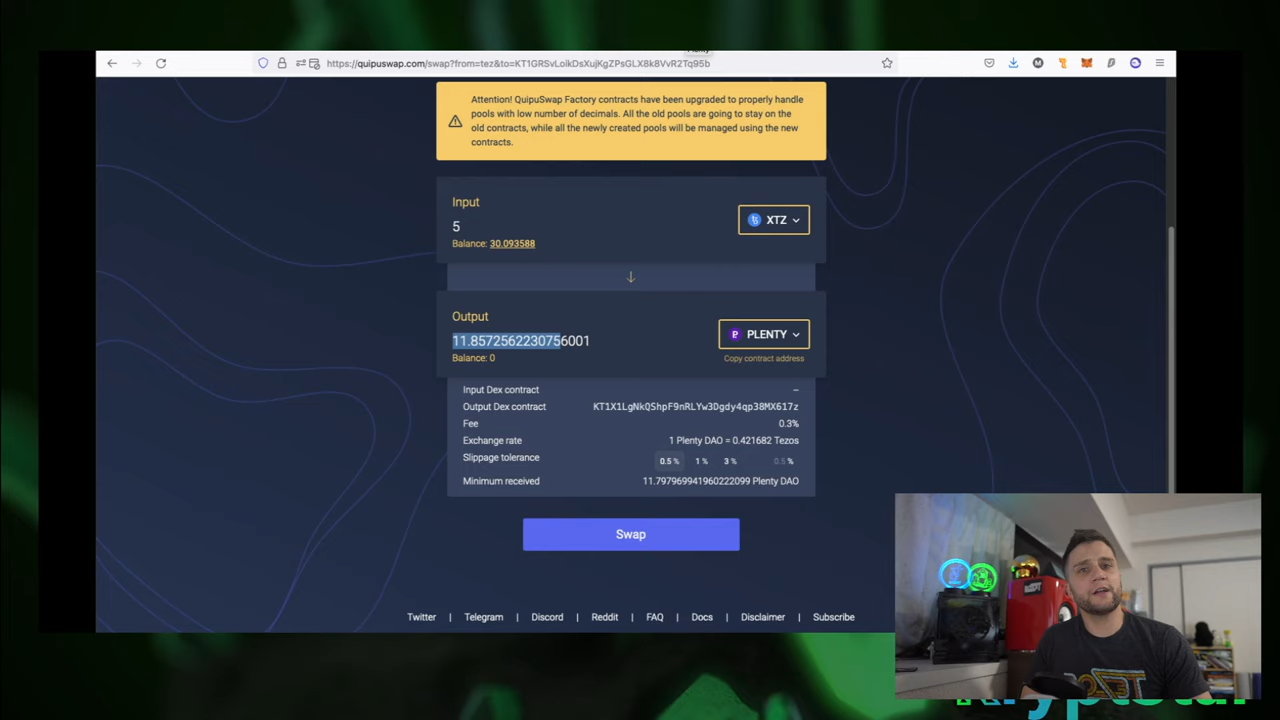 https://quipuswap.com/swap?from=tez&to=KT1GRSvLoikDsXujKgZPsGLX8k8VvR2Tq95b
Attention! QuipuSwap Factory contracts have been upgraded to properly handle
pools with low number of decimals. All the old pools are going to stay on the
old contracts, while all the newly created pools will be managed using the new
contracts.
Input
5
XTZ
Balance: 30.093588
Output
11.8572562230756001
PLENTY
Balance: 0
Copy contract address
Input Dex contract –
Output Dex contract KT1X1LgNkQShpF9nRLYw3Dgdy4qp38MX617z
Fee 0.3%
Exchange rate 1 Plenty DAO = 0.421682 Tezos
Slippage tolerance 0.5 % 1 % 3 % 0.5 %
Minimum received 11.797969941960222099 Plenty DAO
Swap
Twitter | Telegram | Discord | Reddit | FAQ | Docs | Disclaimer | Subscribe